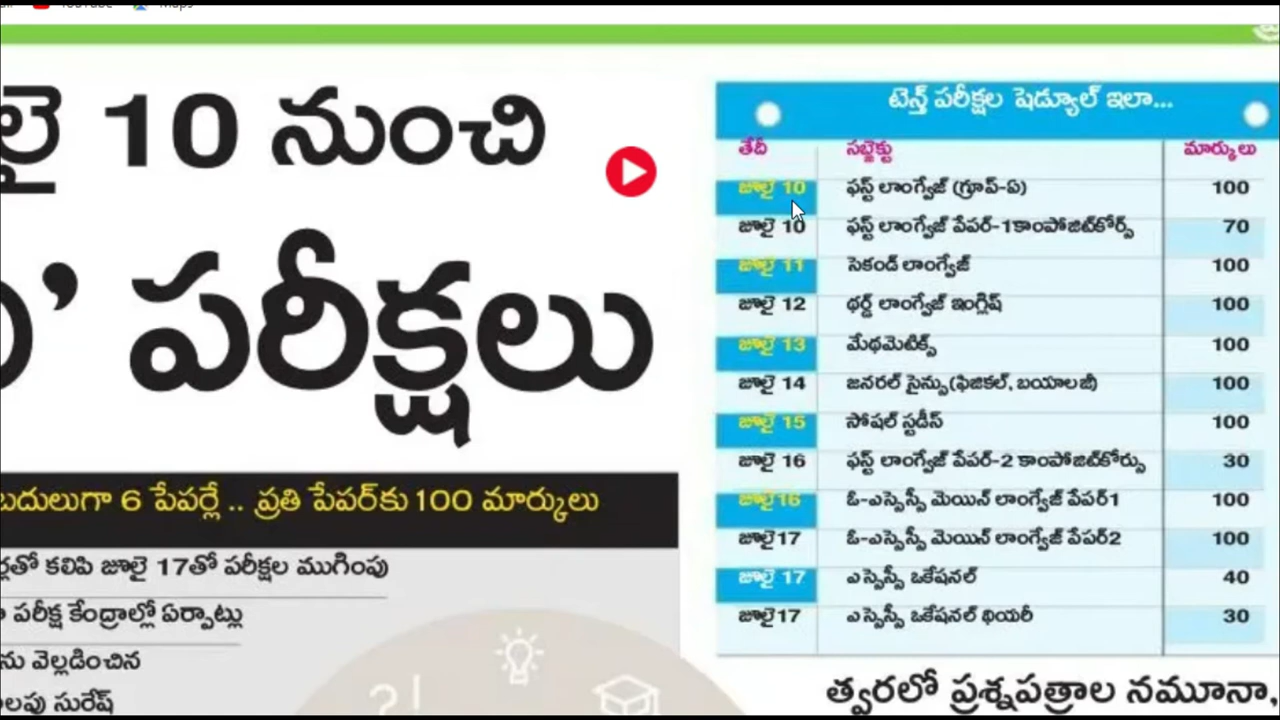 YouTube
Maps
లై 10 నుంచి
' పరీక్షలు
బదులుగా 6 పేపర్లే .. ప్రతి పేపర్‌కు 100 మార్కులు
కలిపి జూలై 17తో పరీక్షల ముగింపు
పరీక్ష కేంద్రాల్లో ఏర్పాట్లు
ను వెల్లడించిన
సురేష్
టెన్త్ పరీక్షల షెడ్యూల్ ఇలా...
తేదీ సబ్జెక్టు మార్కులు
జూలై 10 ఫస్ట్ లాంగ్వేజ్ (గ్రూప్-ఏ) 100
జూలై 10 ఫస్ట్ లాంగ్వేజ్ పేపర్-1కాంపోజిట్‌కోర్స్ 70
జూలై 11 సెకండ్ లాంగ్వేజ్ 100
జూలై 12 థర్డ్ లాంగ్వేజ్ ఇంగ్లిష్ 100
జూలై 13 మేథమెటిక్స్ 100
జూలై 14 జనరల్ సైన్సు(ఫిజికల్, బయాలజీ) 100
జూలై 15 సోషల్ స్టడీస్ 100
జూలై 16 ఫస్ట్ లాంగ్వేజ్ పేపర్-2 కాంపోజిట్‌కోర్సు 30
జూలై16 ఓ-ఎస్సెస్సీ మెయిన్ లాంగ్వేజ్ పేపర్1 100
జూలై17 ఓ-ఎస్సెస్సీ మెయిన్ లాంగ్వేజ్ పేపర్2 100
జూలై 17 ఎస్సెస్సీ ఒకేషనల్ 40
జూలై17 ఎస్సెస్సీ ఒకేషనల్ థియరీ 30
త్వరలో ప్రశ్నపత్రాల నమూనా,